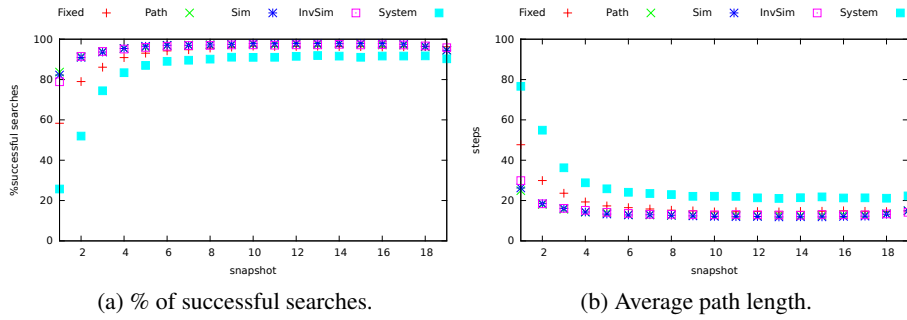 Fixed Path Sim InvSim System
%successful searches
100
80
60
40
20
0
2 4 6 8 10 12 14 16 18
snapshot
(a) % of successful searches.
Fixed Path Sim InvSim System
steps
100
80
60
40
20
0
2 4 6 8 10 12 14 16 18
snapshot
(b) Average path length.